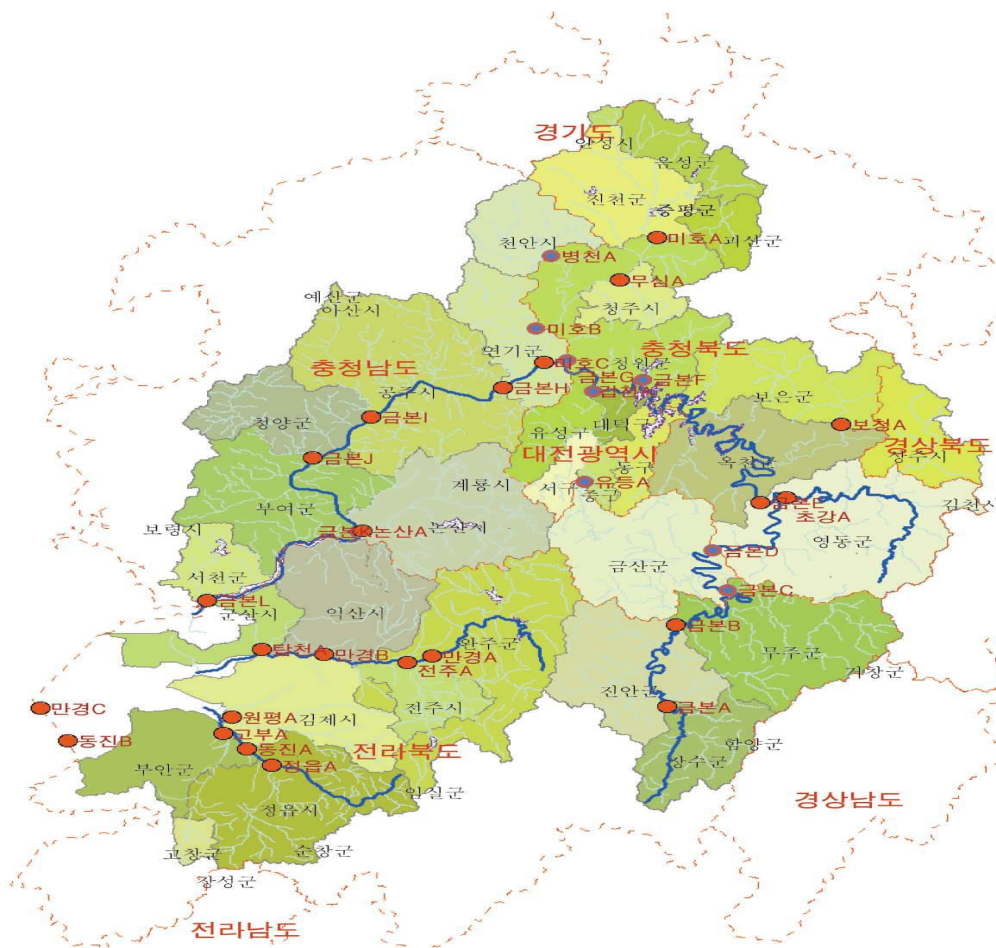 경기도
안성시
음성군
진천군
증평군
미호A
괴산군
천안시
병천A
무심A
청주시
예산군
아산시
미호B
연기군
충청남도
미호C
청원군
충청북도
금본G
금본F
금본H
공주시
보은군
금본I
청양군
대덕구
유성구
보청A
경상북도
상주시
대전광역시
옥천군
동구
금본J
계룡시
서구
중구
유등A
김천시
부여군
금본E
초강A
보령시
금본K
논산A
논산시
영동군
금본D
서천군
금산군
금본C
금본L
군산시
익산시
금본B
완주군
무주군
탑천A
만경B
만경A
전주A
거창군
진안군
전주시
만경C
원평A
김제시
금본A
고부A
동진B
동진A
전라북도
함양군
부안군
정읍A
장수군
임실군
경상남도
정읍시
고창군
순창군
장성군
전라남도